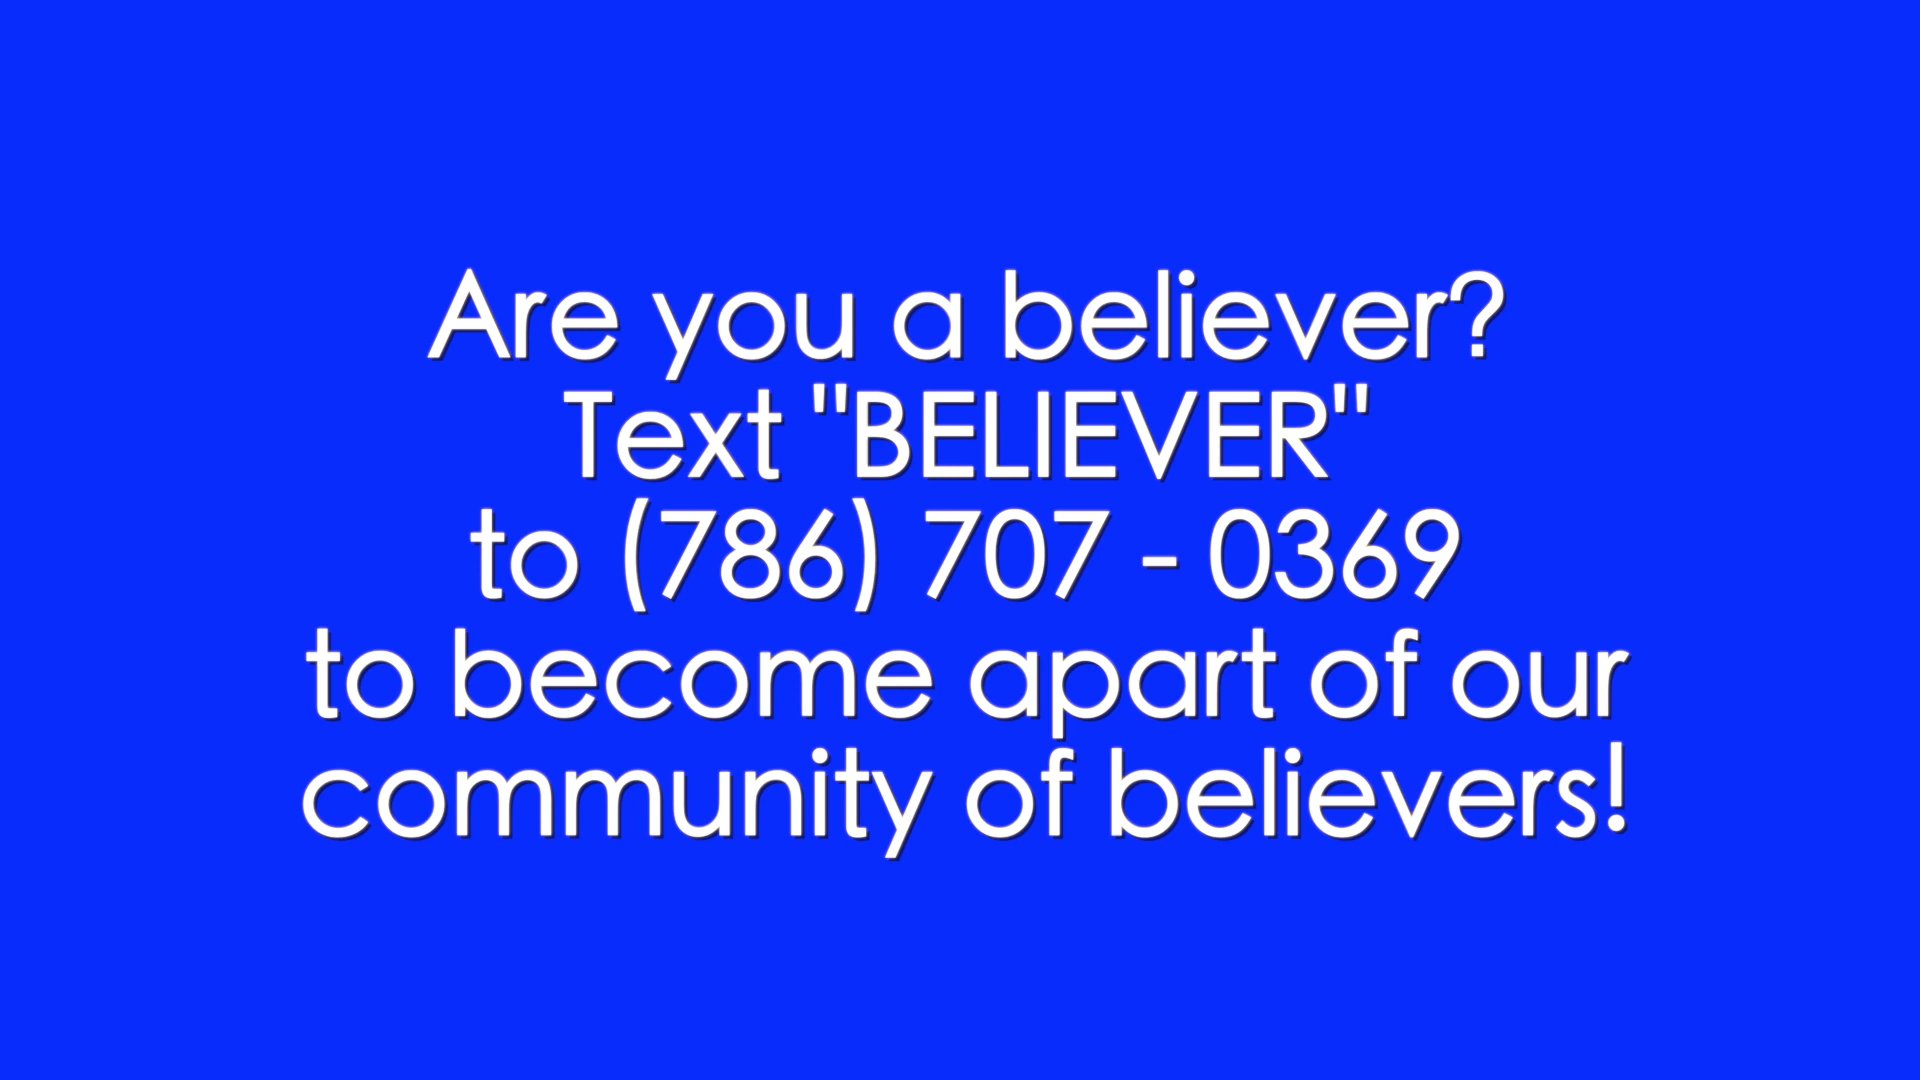 Are you a believer?
Text "BELIEVER"
to (786) 707 - 0369
to become apart of our
community of believers!